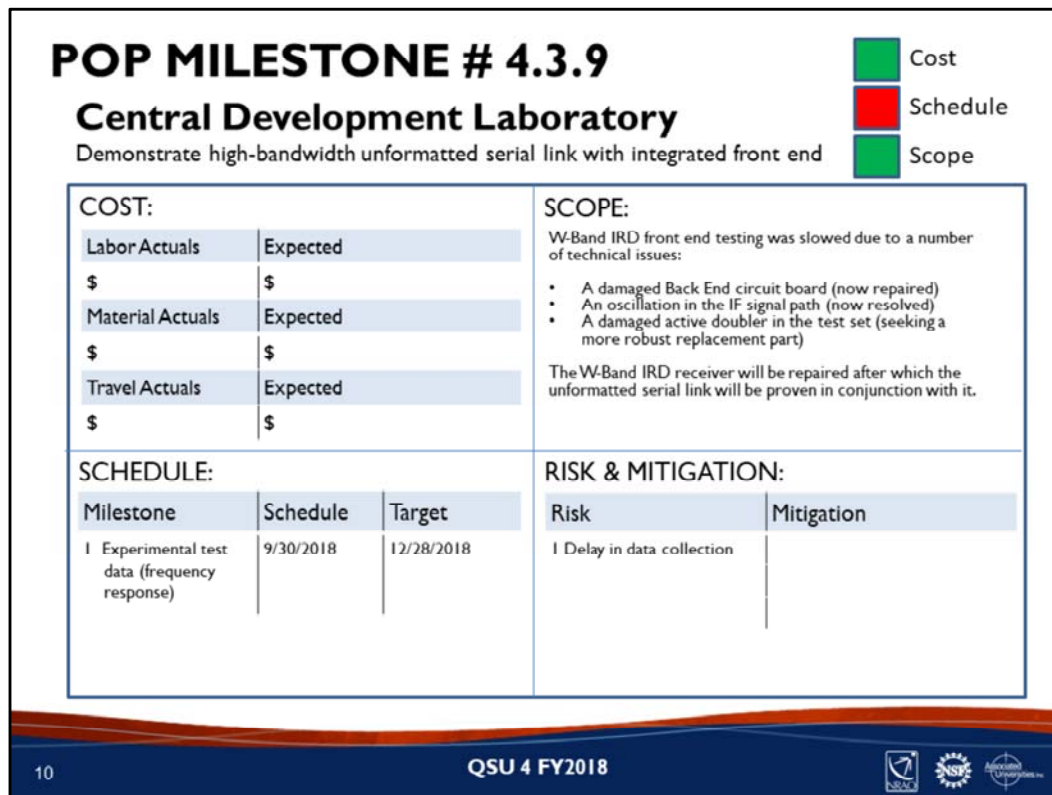 POP MILESTONE # 4.3.9
Cost
Schedule
Scope
Central Development Laboratory
Demonstrate high-bandwidth unformatted serial link with integrated front end
COST:
Labor Actuals Expected
$ $
Material Actuals Expected
$ $
Travel Actuals Expected
$ $
SCOPE:
W-Band IRD front end testing was slowed due to a number
of technical issues:
• A damaged Back End circuit board (now repaired)
• An oscillation in the IF signal path (now resolved)
• A damaged active doubler in the test set (seeking a
more robust replacement part)
The W-Band IRD receiver will be repaired after which the
unformatted serial link will be proven in conjunction with it.
SCHEDULE:
Milestone Schedule Target
1 Experimental test 9/30/2018 12/28/2018
data (frequency
response)
RISK & MITIGATION:
Risk Mitigation
1 Delay in data collection
10
QSU 4 FY2018
NRAO
NSF
Associated
Universities Inc